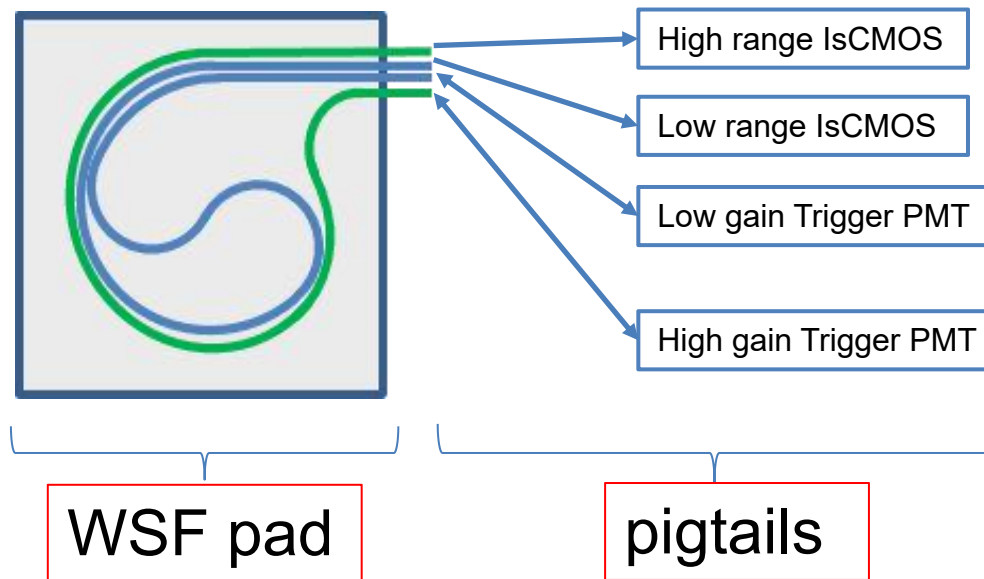 High range IsCMOS
Low range IsCMOS
Low gain Trigger PMT
High gain Trigger PMT
WSF pad
pigtails